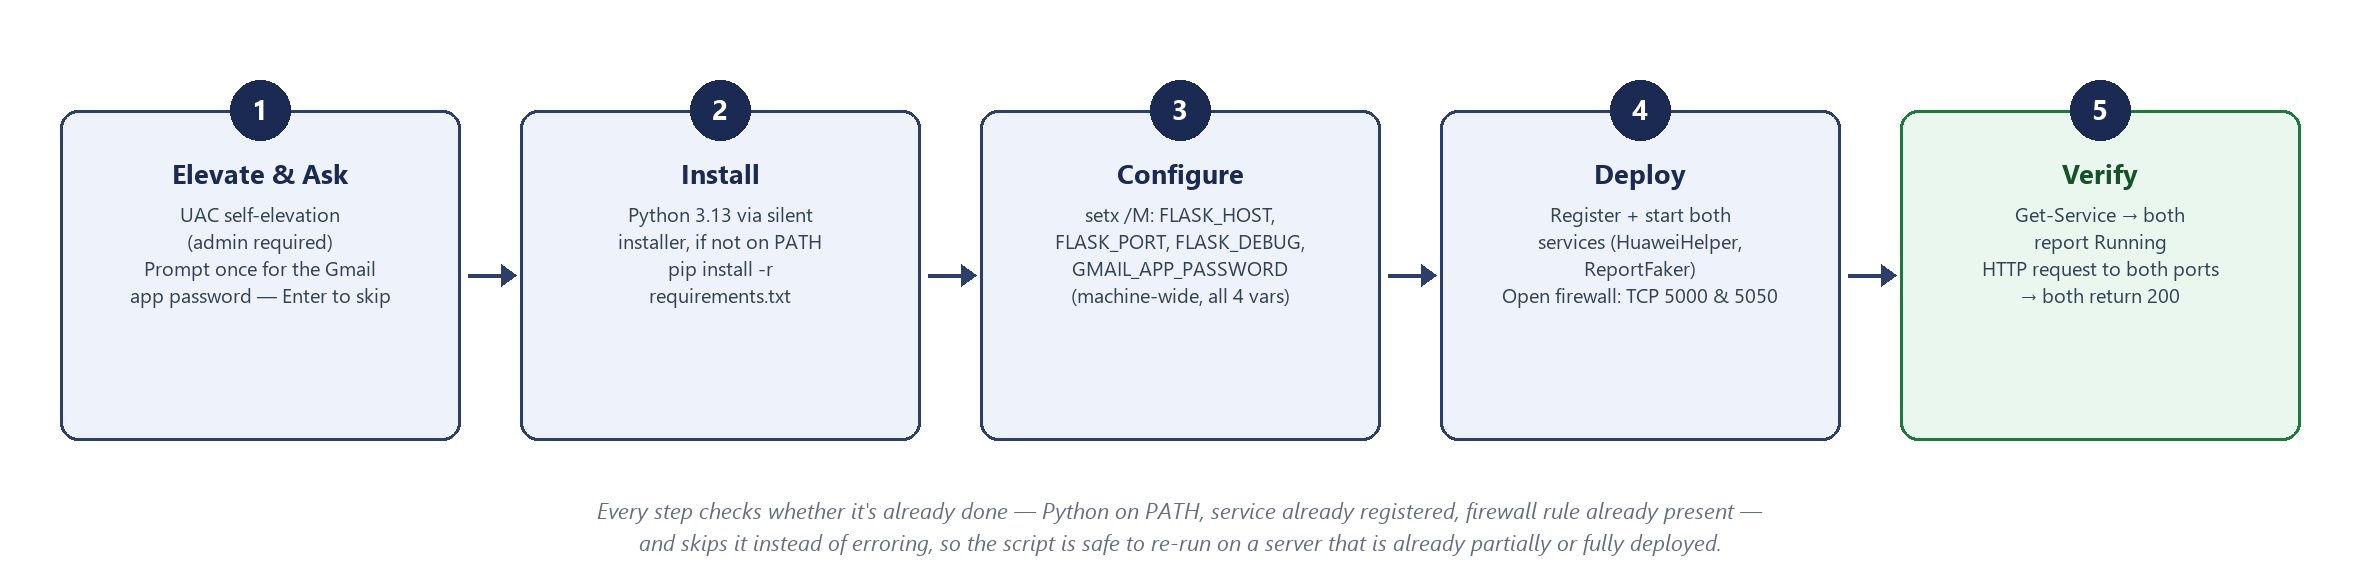 1
Elevate & Ask
UAC self-elevation
(admin required)
Prompt once for the Gmail
app password — Enter to skip
2
Install
Python 3.13 via silent
installer, if not on PATH
pip install -r
requirements.txt
3
Configure
setx /M: FLASK_HOST,
FLASK_PORT, FLASK_DEBUG,
GMAIL_APP_PASSWORD
(machine-wide, all 4 vars)
4
Deploy
Register + start both
services (HuaweiHelper,
ReportFaker)
Open firewall: TCP 5000 & 5050
5
Verify
Get-Service → both
report Running
HTTP request to both ports
→ both return 200
Every step checks whether it's already done — Python on PATH, service already registered, firewall rule already present —
and skips it instead of erroring, so the script is safe to re-run on a server that is already partially or fully deployed.